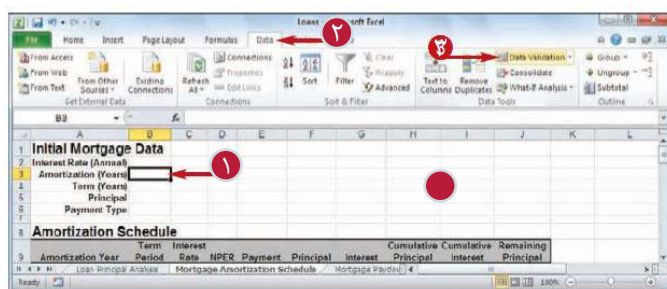 Loans Microsoft Excel
File Home Insert Page Layout Formulas Data
From Access
From Web
From Text
From Other Sources
Existing Connections
Refresh All
Connections
Properties
Edit Links
Sort
Filter
Clear
Reapply
Advanced
Text to Columns
Remove Duplicates
Data Validation
Consolidate
What-If Analysis
Group
Ungroup
Subtotal
Get External Data Connections Sort & Filter Data Tools Outline
٢
٣
B3 fx
A B C D E F G H I J K L
1 Initial Mortgage Data
2 Interest Rate (Annual)
3 Amortization (Years)
4 Term (Years)
5 Principal
6 Payment Type
7
١
8 Amortization Schedule
Term Interest Cumulative Cumulative Remaining
9 Amortization Year Period Rate NPER Payment Principal Interest Principal Interest Principal
Loan Principal Analysis Mortgage Amortization Schedule Mortgage Paydown
Ready 100%